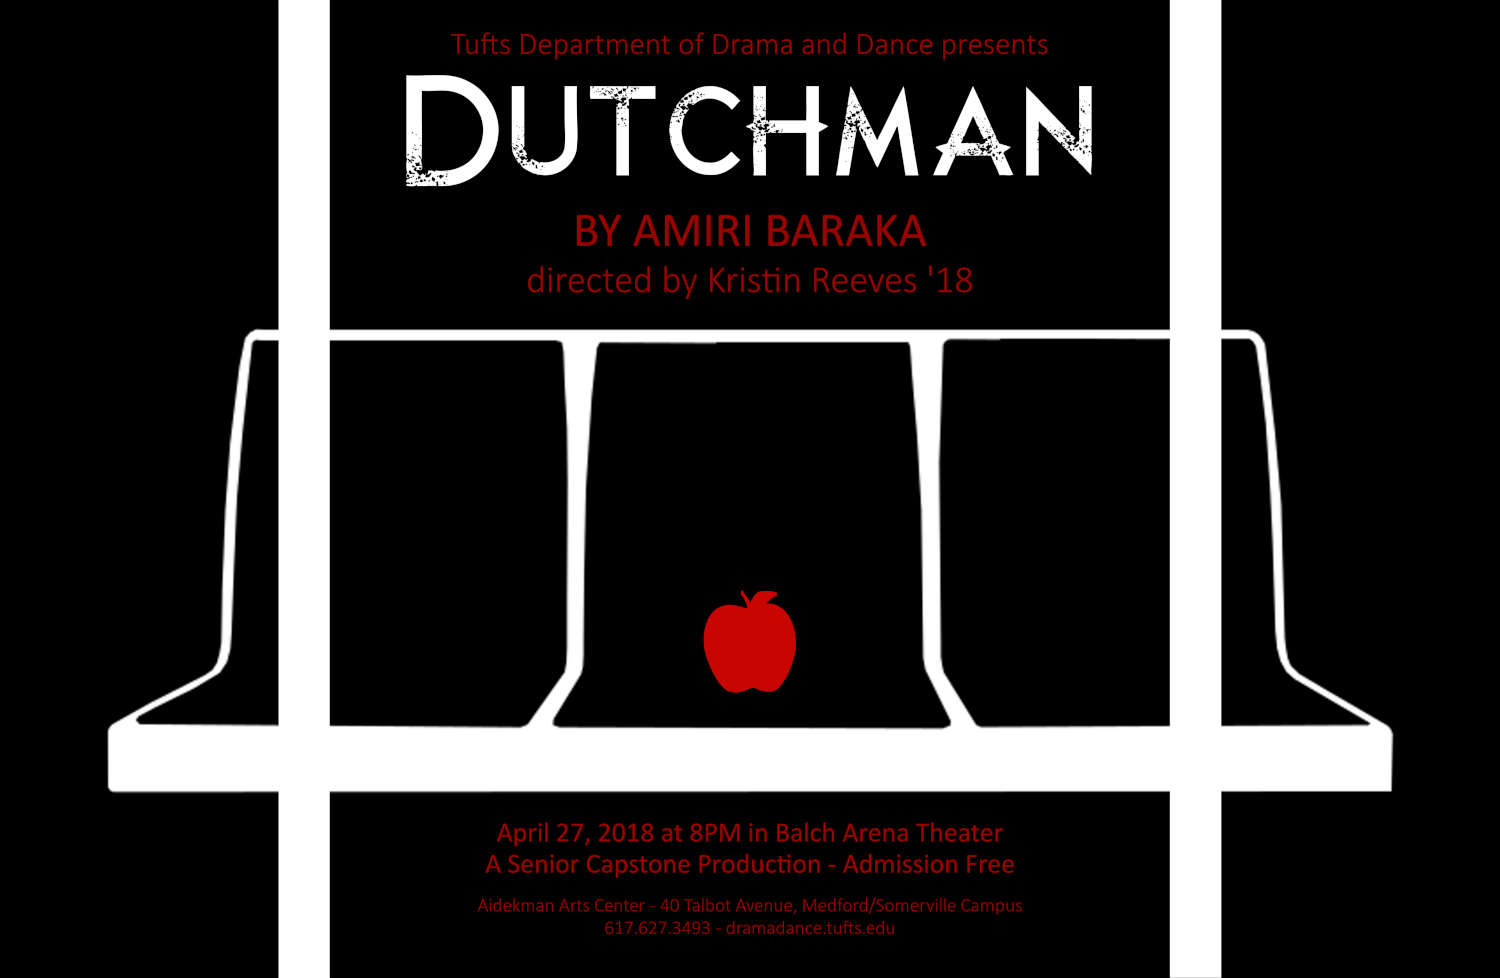 Tufts Department of Drama and Dance presents
DUTCHMAN
BY AMIRI BARAKA
directed by Kristin Reeves '18
April 27, 2018 at 8PM in Balch Arena Theater
A Senior Capstone Production - Admission Free
Aidekman Arts Center - 40 Talbot Avenue, Medford/Somerville Campus
617.627.3493 - dramadance.tufts.edu